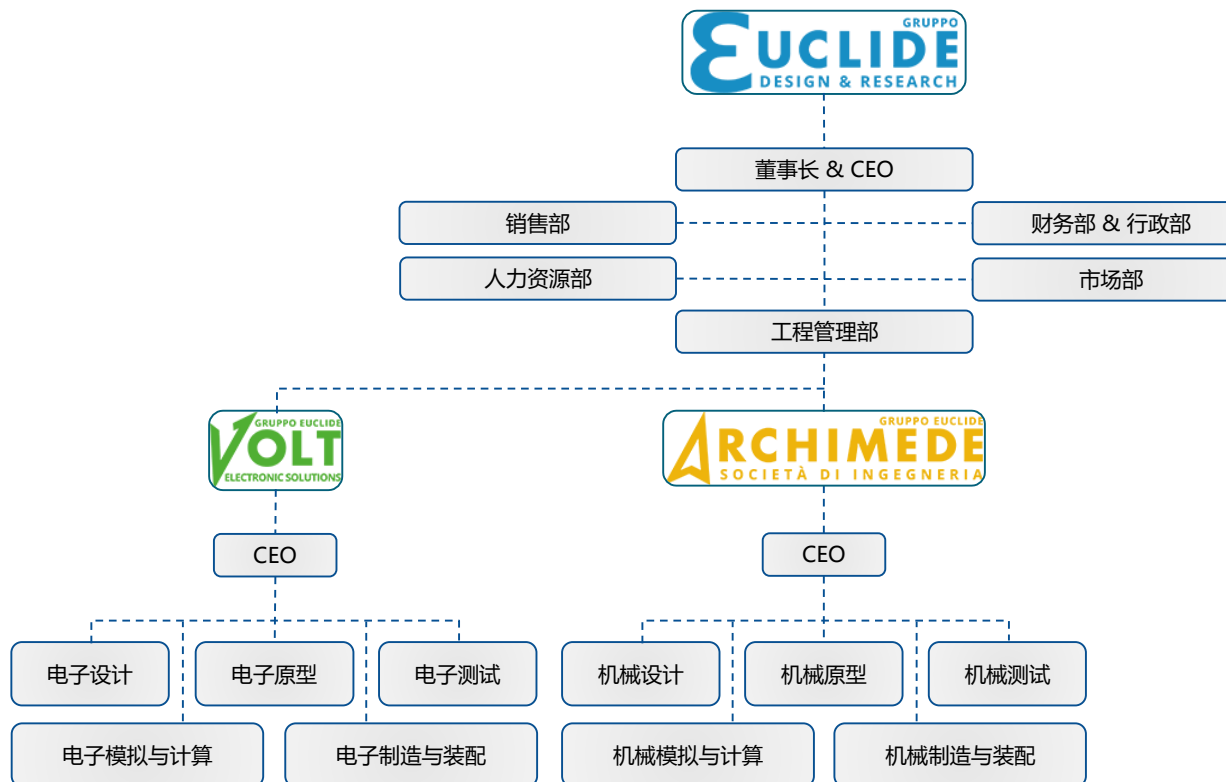 GRUPPO
EUCLIDE
DESIGN & RESEARCH
董事长 & CEO
销售部
财务部 & 行政部
人力资源部
市场部
工程管理部
GRUPPO EUCLIDE
VOLT
ELECTRONIC SOLUTIONS
GRUPPO EUCLIDE
ARCHIMEDE
SOCIETÀ DI INGEGNERIA
CEO
CEO
电子设计
电子原型
电子测试
机械设计
机械原型
机械测试
电子模拟与计算
电子制造与装配
机械模拟与计算
机械制造与装配